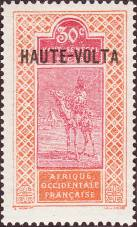 30c
HAUTE-VOLTA
AFRIQUE
OCCIDENTALE
FRANÇAISE